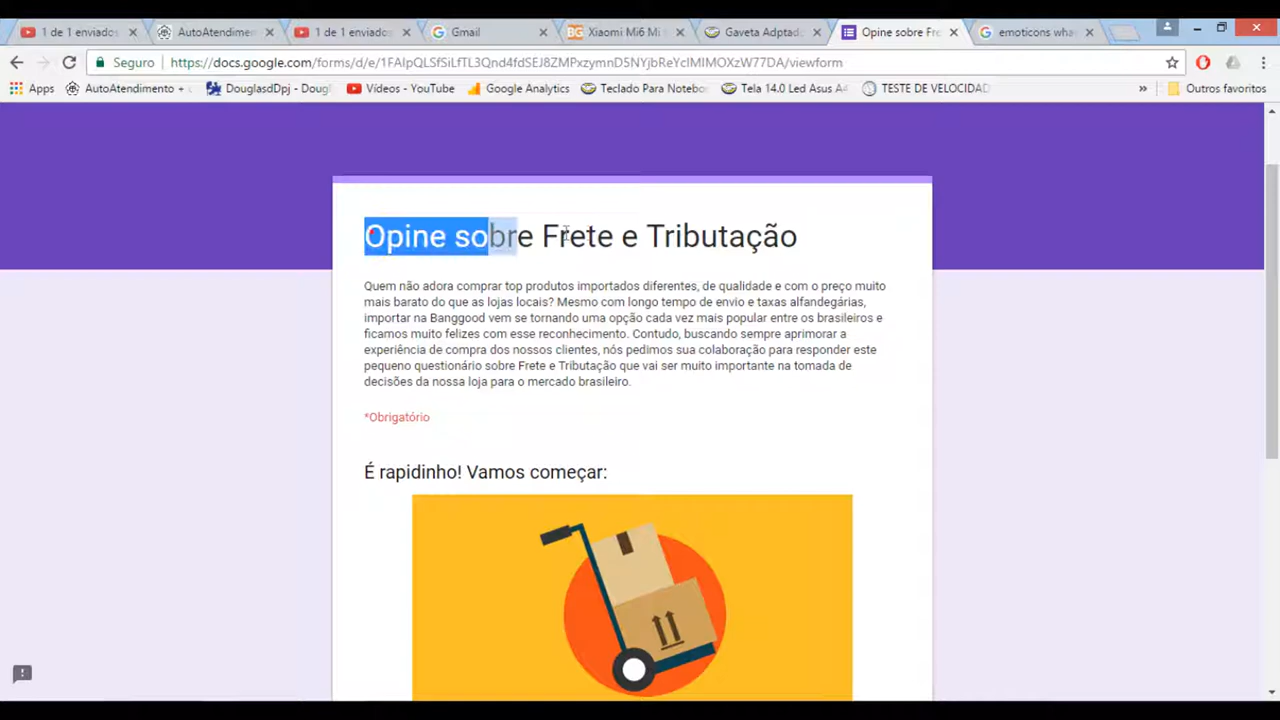 1 de 1 enviados
AutoAtendimen
1 de 1 enviados
Gmail
Xiaomi Mi6 Mi
Gaveta Adptad
Opine sobre Fre
emoticons wha
Seguro
https://docs.google.com/forms/d/e/1FAIpQLSfSiLfTL3Qnd4fdSEJ8ZMPxzymnD5NYjbReYclMIMOXzW77DA/viewform
Apps
AutoAtendimento +
DouglasdDpj - Dougl
Vídeos - YouTube
Google Analytics
Teclado Para Notebo
Tela 14.0 Led Asus A4
TESTE DE VELOCIDAD
»
Outros favoritos
Opine sobre Frete e Tributação
Quem não adora comprar top produtos importados diferentes, de qualidade e com o preço muito
mais barato do que as lojas locais? Mesmo com longo tempo de envio e taxas alfandegárias,
importar na Banggood vem se tornando uma opção cada vez mais popular entre os brasileiros e
ficamos muito felizes com esse reconhecimento. Contudo, buscando sempre aprimorar a
experiência de compra dos nossos clientes, nós pedimos sua colaboração para responder este
pequeno questionário sobre Frete e Tributação que vai ser muito importante na tomada de
decisões da nossa loja para o mercado brasileiro.
*Obrigatório
É rapidinho! Vamos começar: